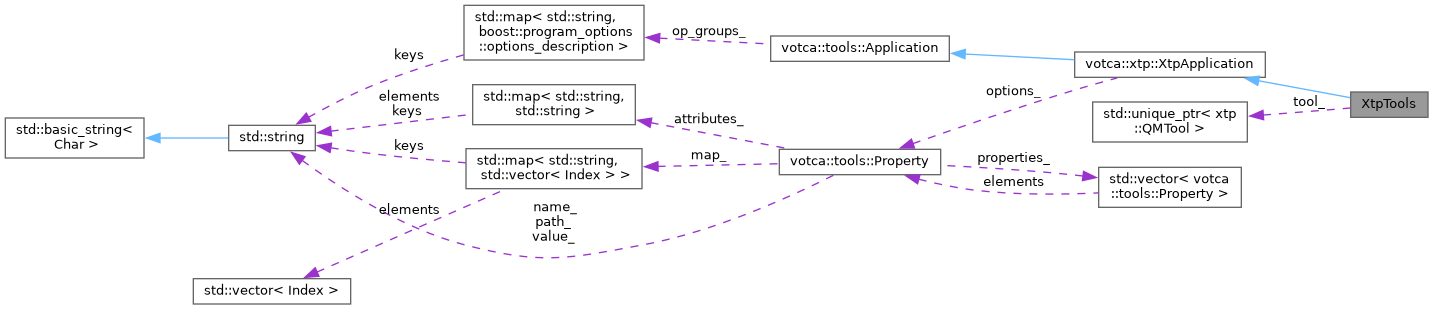 std::map< std::string,
boost::program_options
::options_description >
op_groups_
votca::tools::Application
keys
votca::xtp::XtpApplication
options_
XtpTools
tool_
std::unique_ptr< xtp
::QMTool >
elements
keys
std::map< std::string,
std::string >
attributes_
std::basic_string<
Char >
std::string
keys
std::map< std::string,
std::vector< Index > >
map_
votca::tools::Property
properties_
elements
std::vector< votca
::tools::Property >
elements
name_
path_
value_
std::vector< Index >